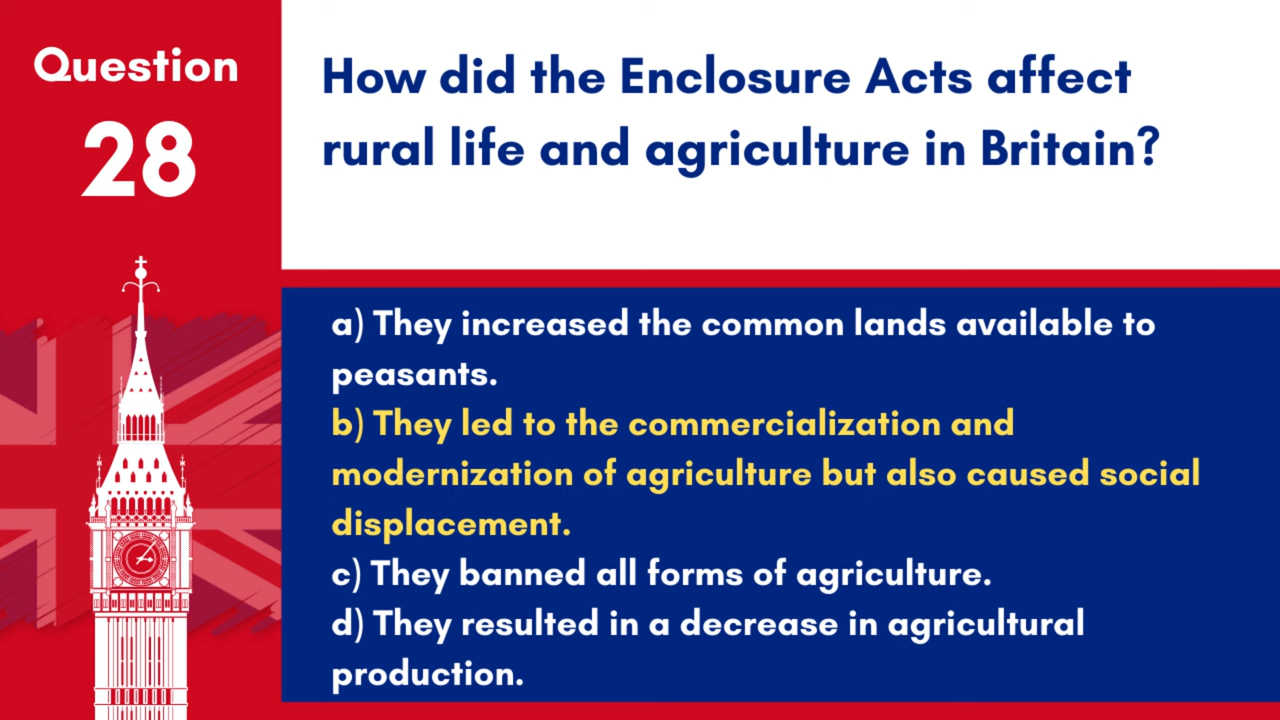 Question
28
How did the Enclosure Acts affect
rural life and agriculture in Britain?
a) They increased the common lands available to
peasants.
b) They led to the commercialization and
modernization of agriculture but also caused social
displacement.
c) They banned all forms of agriculture.
d) They resulted in a decrease in agricultural
production.